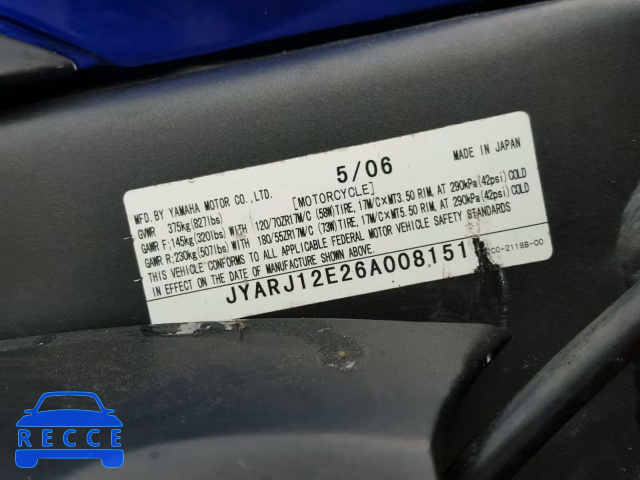 5/06
MADE IN JAPAN
MFD.BY YAMAHA MOTOR CO.,LTD.
[MOTORCYCLE]
GVWR 375kg(827lbs)
GAWR F:145kg(320lbs)WITH 120/70ZR17M/C (58W)TIRE, 17M/C×MT3.50 RIM, AT 290kPa(42psi)COLD
GAWR R:230kg(507lbs)WITH 180/55ZR17M/C (73W)TIRE, 17M/C×MT5.50 RIM, AT 290kPa(42psi)COLD
THIS VEHICLE CONFORMS TO ALL APPLICABLE FEDERAL MOTOR VEHICLE SAFETY STANDARDS
IN EFFECT ON THE DATE OF MANUFACTURE SHOWN ABOVE.
JYARJ12E26A008151
RECCE